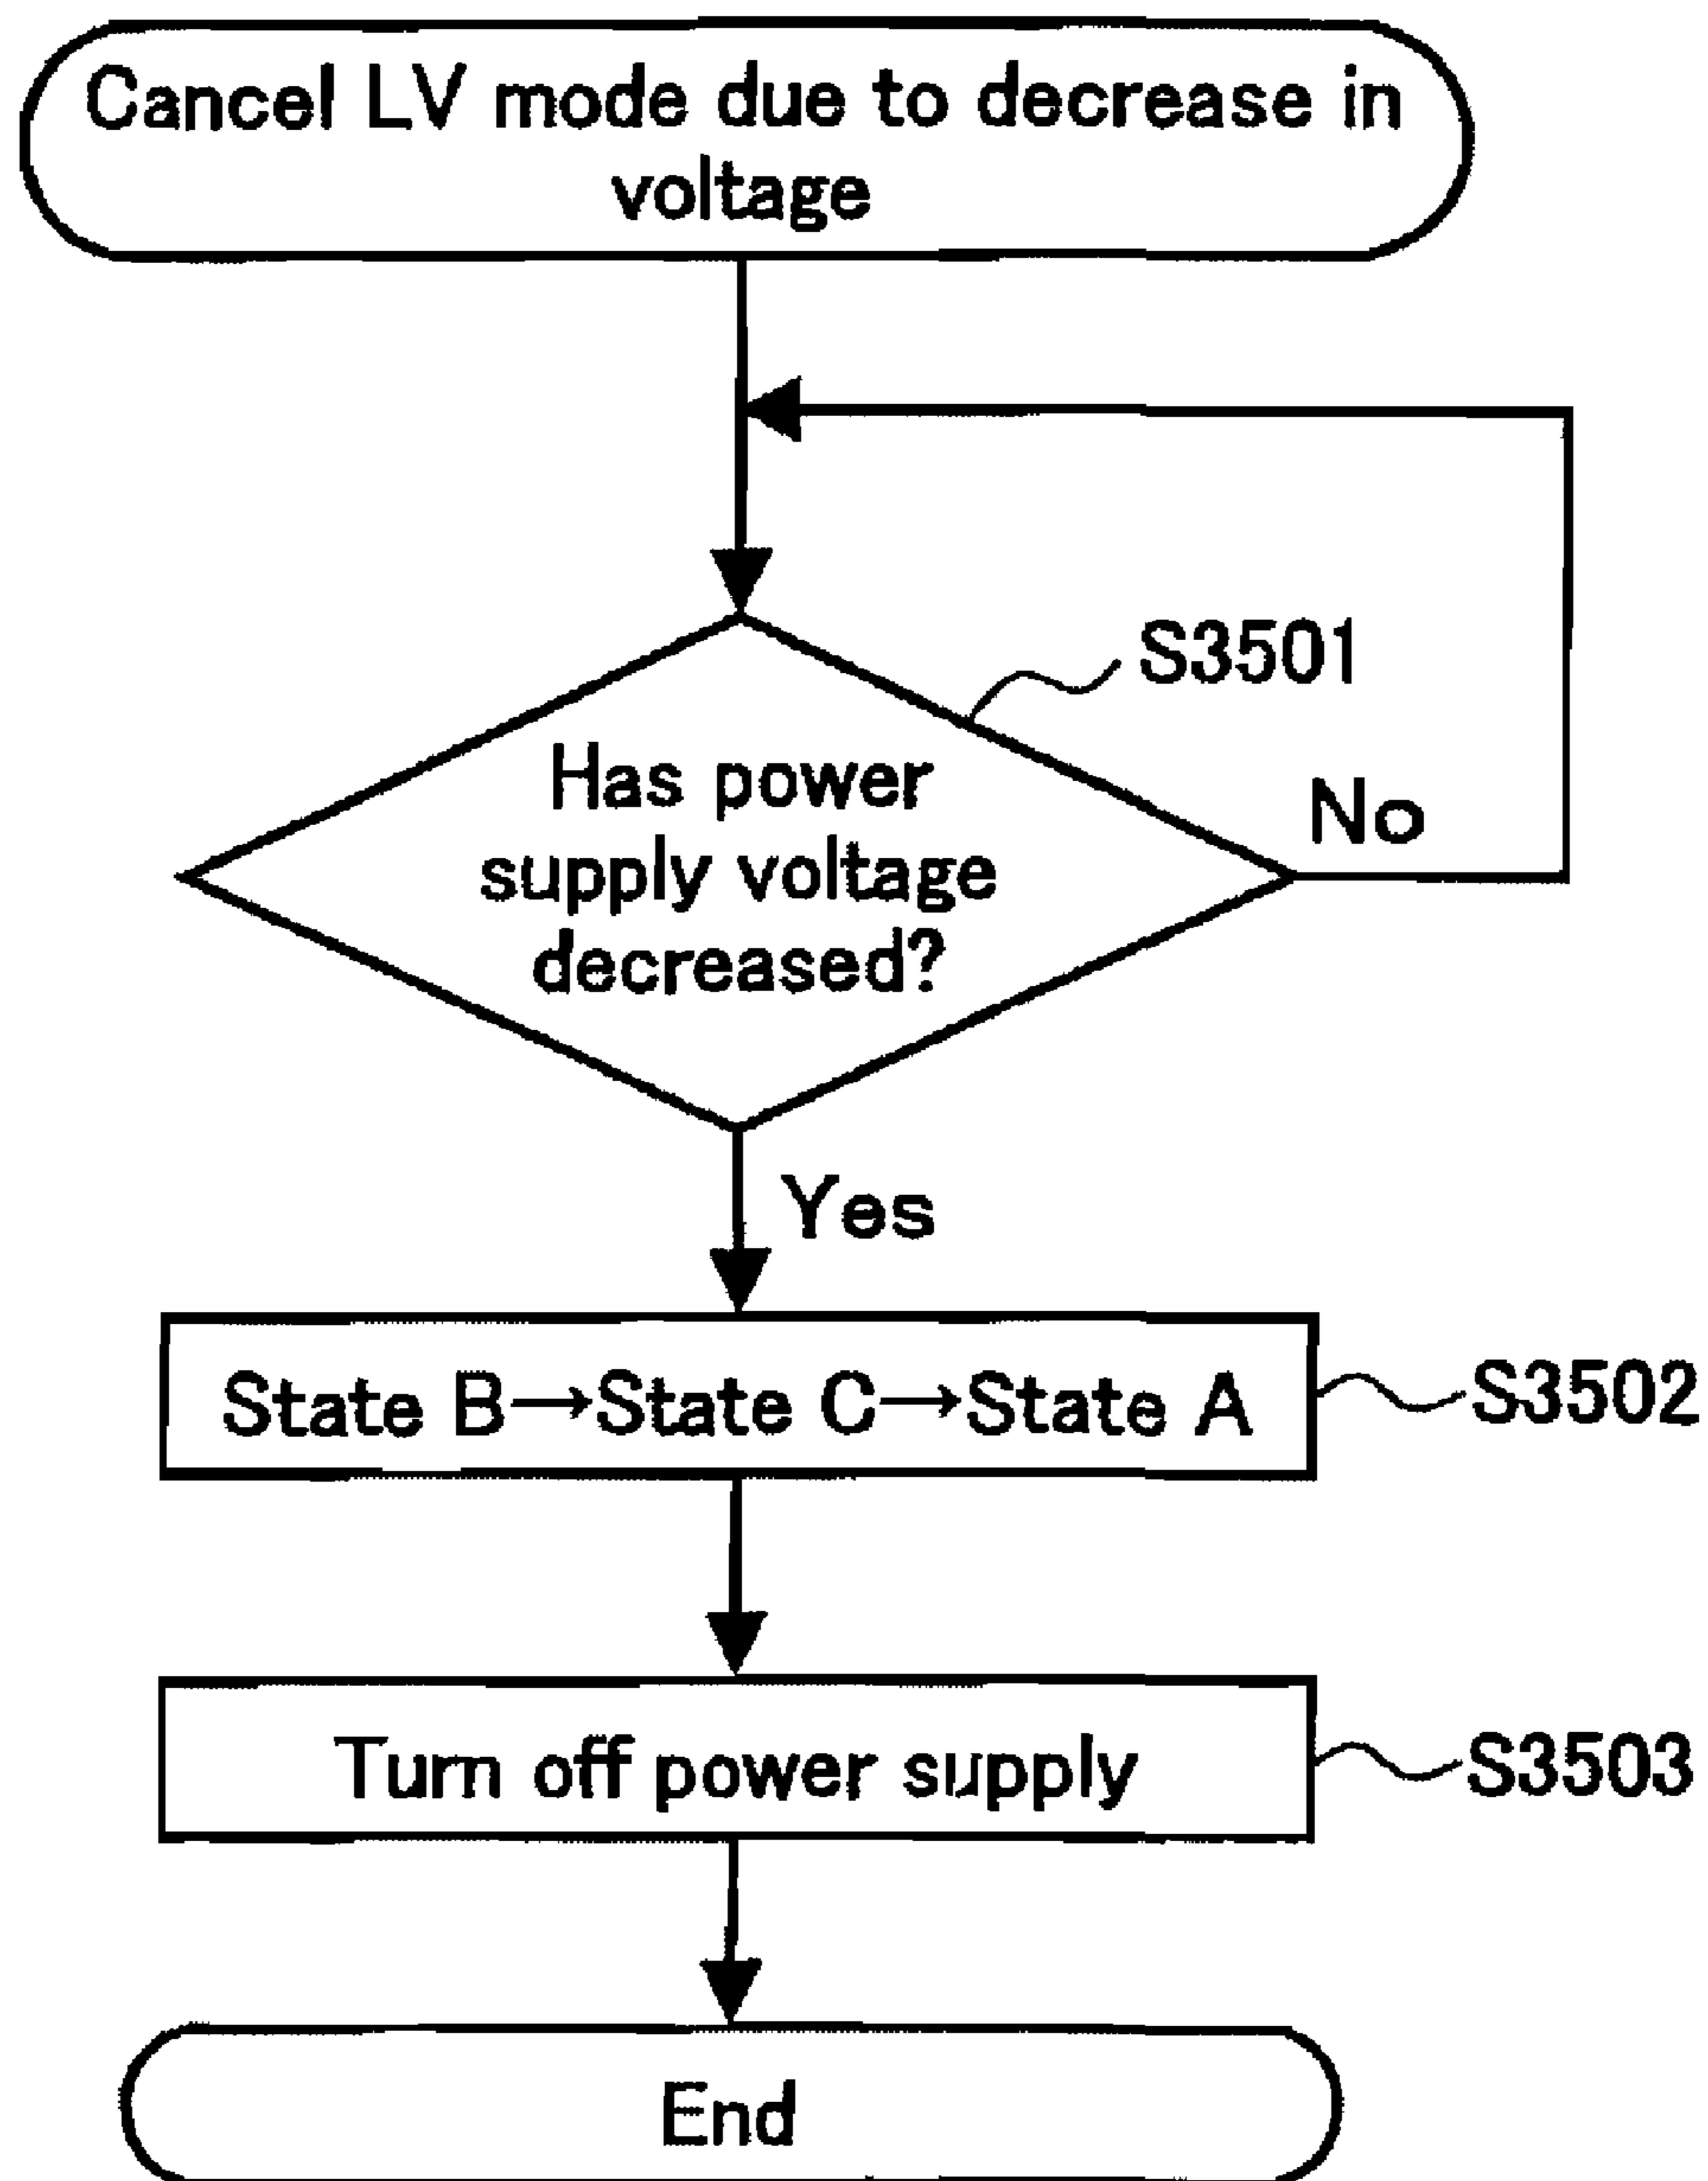 Cancel LV mode due to decrease in
voltage
S3501
Has power
supply voltage
decreased?
No
Yes
State B→State C→State A
S3502
Turn off power supply
S3503
End